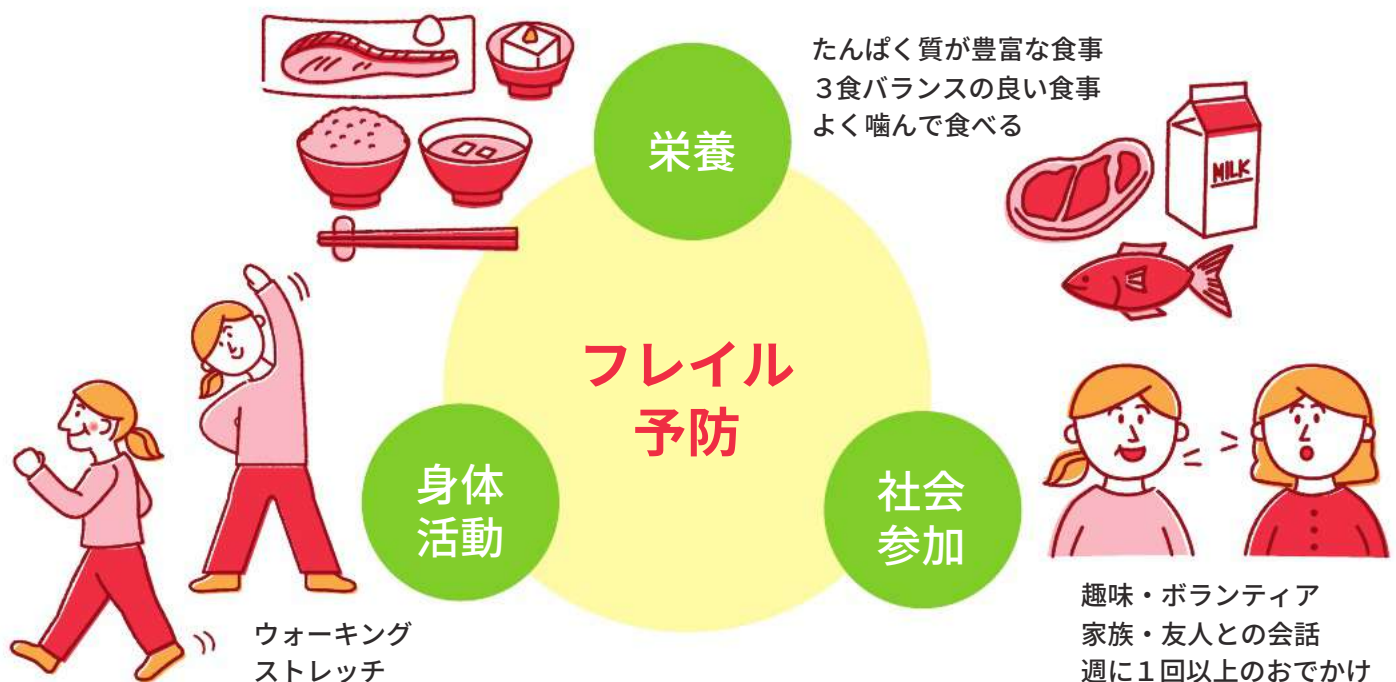 栄養
たんぱく質が豊富な食事
３食バランスの良い食事
よく噛んで食べる
MILK
フレイル
予防
身体
活動
ウォーキング
ストレッチ
社会
参加
趣味・ボランティア
家族・友人との会話
週に１回以上のおでかけ